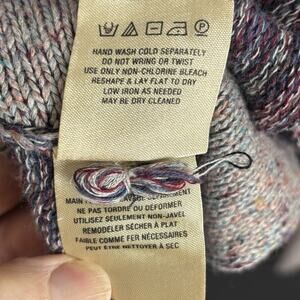 HAND WASH COLD SEPARATELY
DO NOT WRING OR TWIST
USE ONLY NON-CHLORINE BLEACH
RESHAPE & LAY FLAT TO DRY
LOW IRON AS NEEDED
MAY BE DRY CLEANED
MAIN
NE PAS TORDRE OU DÉFORMER
UTILISEZ SEULEMENT NON-JAVEL
REMODELER SÉCHER À PLAT
FAIBLE COMME FER NÉCESSAIRES
PEUT ÊTRE NETTOYER À SEC